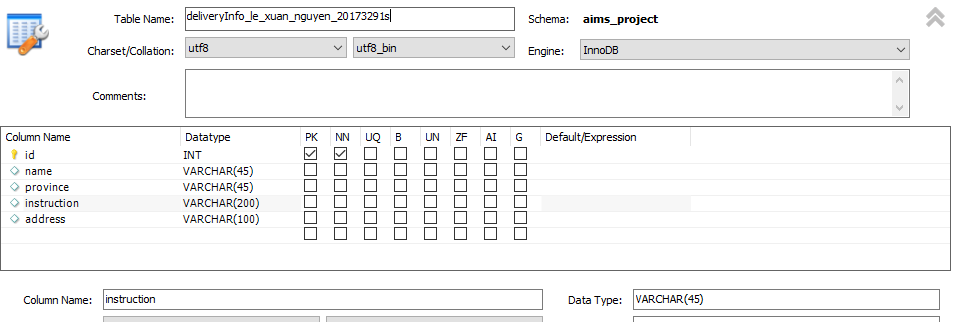 Table Name: deliveryInfo_le_xuan_nguyen_20173291s Schema: aims_project
Charset/Collation: utf8 utf8_bin Engine: InnoDB
Comments:
Column Name Datatype PK NN UQ B UN ZF AI G Default/Expression
id INT
name VARCHAR(45)
province VARCHAR(45)
instruction VARCHAR(200)
address VARCHAR(100)
Column Name: instruction Data Type: VARCHAR(45)